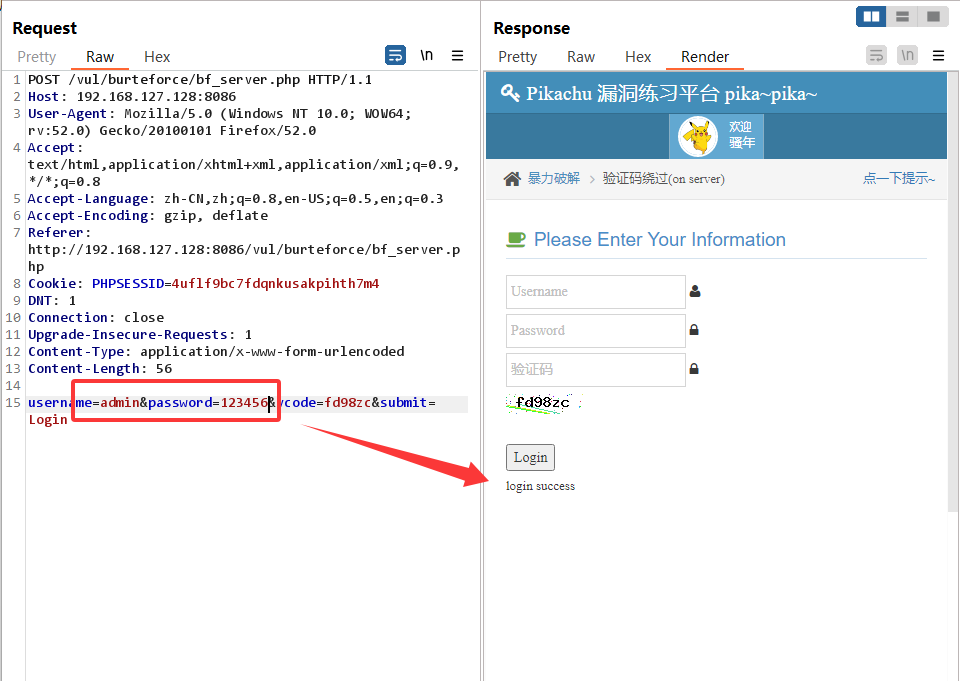 Request
Pretty Raw Hex
\n
1 POST /vul/burteforce/bf_server.php HTTP/1.1
2 Host: 192.168.127.128:8086
3 User-Agent: Mozilla/5.0 (Windows NT 10.0; WOW64;
rv:52.0) Gecko/20100101 Firefox/52.0
4 Accept:
text/html,application/xhtml+xml,application/xml;q=0.9,
*/*;q=0.8
5 Accept-Language: zh-CN,zh;q=0.8,en-US;q=0.5,en;q=0.3
6 Accept-Encoding: gzip, deflate
7 Referer:
http://192.168.127.128:8086/vul/burteforce/bf_server.p
hp
8 Cookie: PHPSESSID=4uflf9bc7fdqnkusakpihth7m4
9 DNT: 1
10 Connection: close
11 Upgrade-Insecure-Requests: 1
12 Content-Type: application/x-www-form-urlencoded
13 Content-Length: 56
14
15 username=admin&password=123456&vcode=fd98zc&submit=
Login
Response
Pretty Raw Hex Render
\n
Pikachu 漏洞练习平台 pika~pika~
欢迎
骚年
暴力破解 > 验证码绕过(on server) 点一下提示~
Please Enter Your Information
Username
Password
验证码
fd98zc
Login
login success